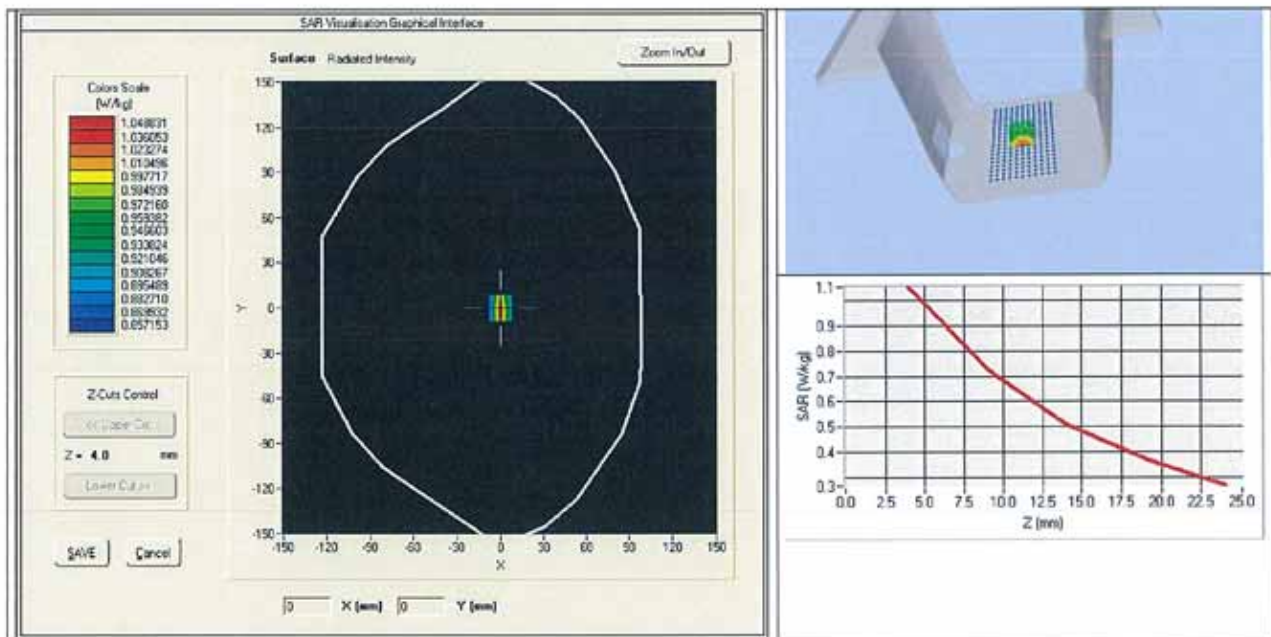 SAR Visualisation Graphical Interface
Surface Radiated Intensity
Zoom In/Out
Colors Scale
[W/kg]
1.048831
1.036053
1.023274
1.010496
0.997717
0.984939
0.972160
0.959382
0.946603
0.933824
0.921046
0.908267
0.895489
0.882710
0.869932
0.857153
Z-Cuts Control
Z = 4.0 mm
SAVE Cancel
150
120
90
60
30
0
-30
-60
-90
-120
-150
Y
-150 -120 -90 -60 -30 0 30 60 90 120 150
X
0 X (mm) 0 Y (mm)
1.1
0.9
0.8
0.7
0.6
0.5
0.4
0.3
SAR [W/kg]
0.0 2.5 5.0 7.5 10.0 12.5 15.0 17.5 20.0 22.5 25.0
Z (mm)